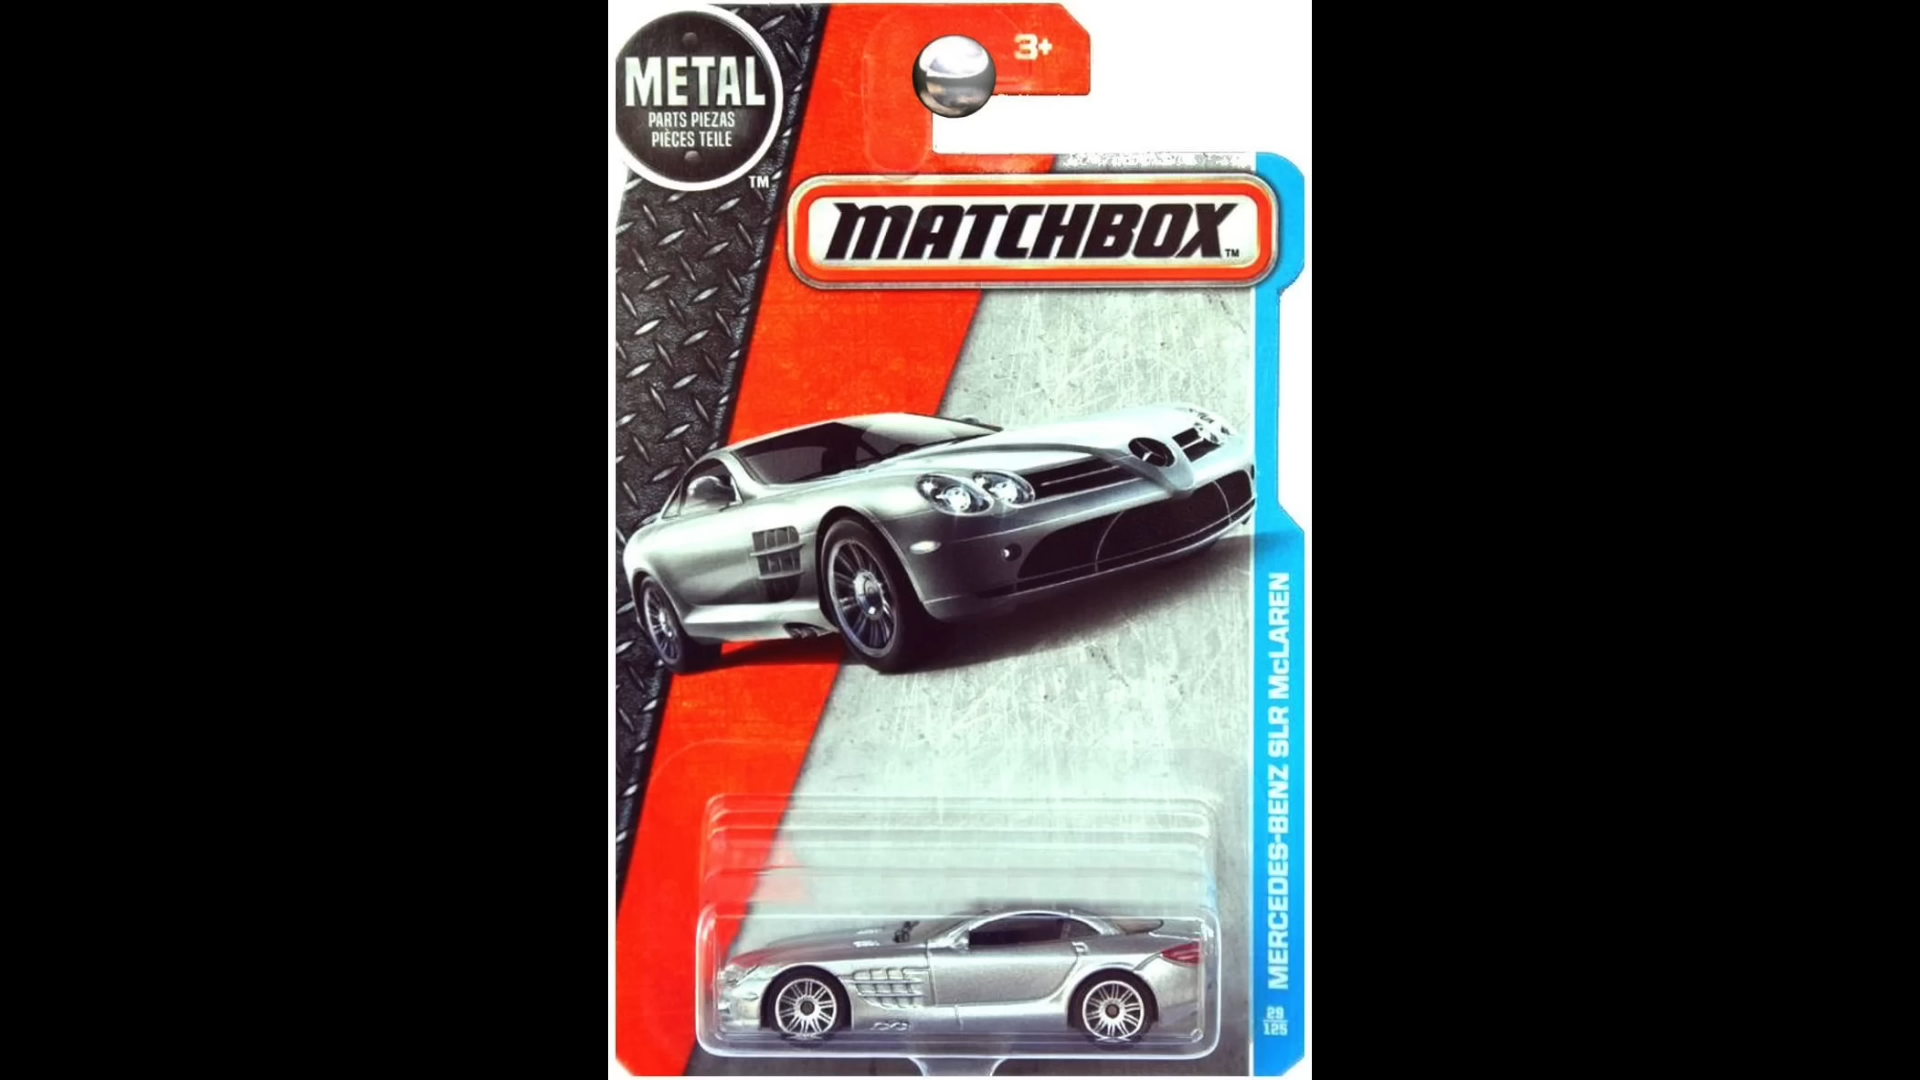 METAL
PARTS PIEZAS
PIÈCES TEILE
TM
3+
MATCHBOX TM
MERCEDES-BENZ SLR McLAREN
29
125